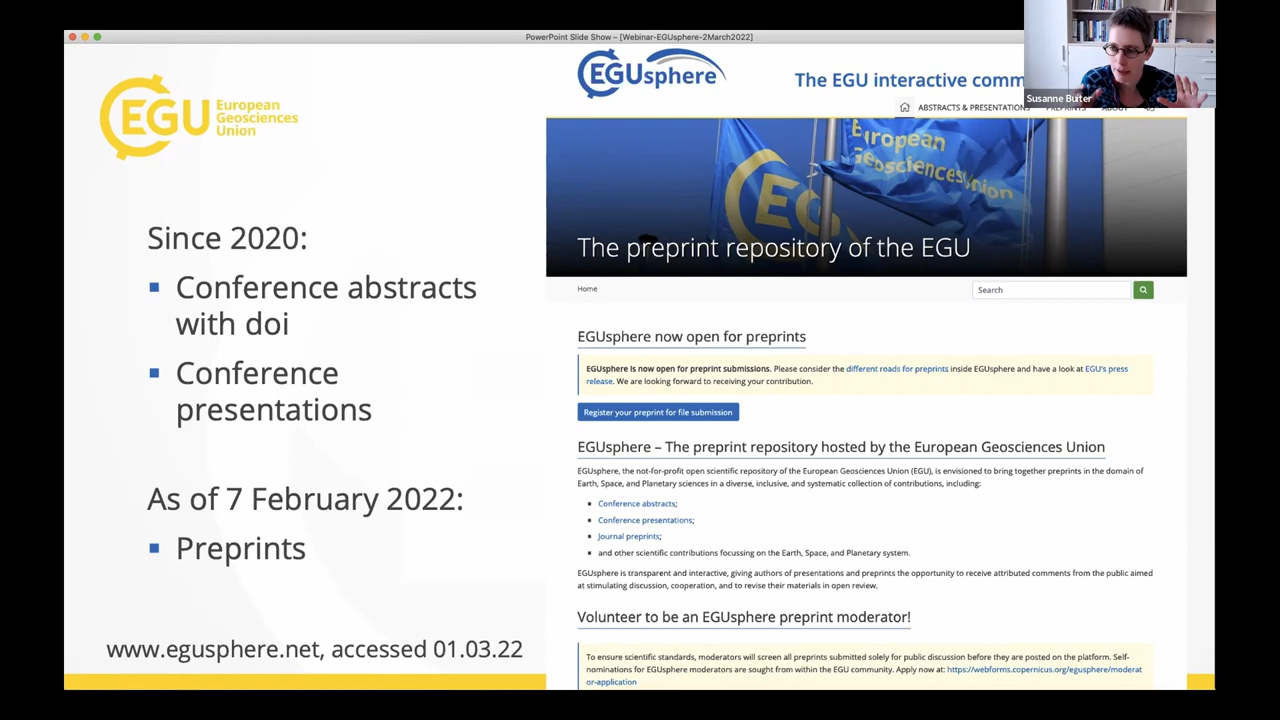 PowerPoint Slide Show – [Webinar-EGUsphere-2March2022]
EGU European
Geosciences
Union
Since 2020:
Conference abstracts
with doi
Conference
presentations
As of 7 February 2022:
Preprints
www.egusphere.net, accessed 01.03.22
EGUsphere
The EGU interactive comm
Susanne Buiter
ABSTRACTS & PRESENTATIONS
European
Geosciences Union
EG
The preprint repository of the EGU
Home
Search
EGUsphere now open for preprints
EGUsphere is now open for preprint submissions. Please consider the different roads for preprints inside EGUsphere and have a look at EGU's press
release. We are looking forward to receiving your contribution.
Register your preprint for file submission
EGUsphere – The preprint repository hosted by the European Geosciences Union
EGUsphere, the not-for-profit open scientific repository of the European Geosciences Union (EGU), is envisioned to bring together preprints in the domain of
Earth, Space, and Planetary sciences in a diverse, inclusive, and systematic collection of contributions, including:
Conference abstracts;
Conference presentations;
Journal preprints;
and other scientific contributions focussing on the Earth, Space, and Planetary system.
EGUsphere is transparent and interactive, giving authors of presentations and preprints the opportunity to receive attributed comments from the public aimed
at stimulating discussion, cooperation, and to revise their materials in open review.
Volunteer to be an EGUsphere preprint moderator!
To ensure scientific standards, moderators will screen all preprints submitted solely for public discussion before they are posted on the platform. Self-
nominations for EGUsphere moderators are sought from within the EGU community. Apply now at: https://webforms.copernicus.org/egusphere/moderat
or-application